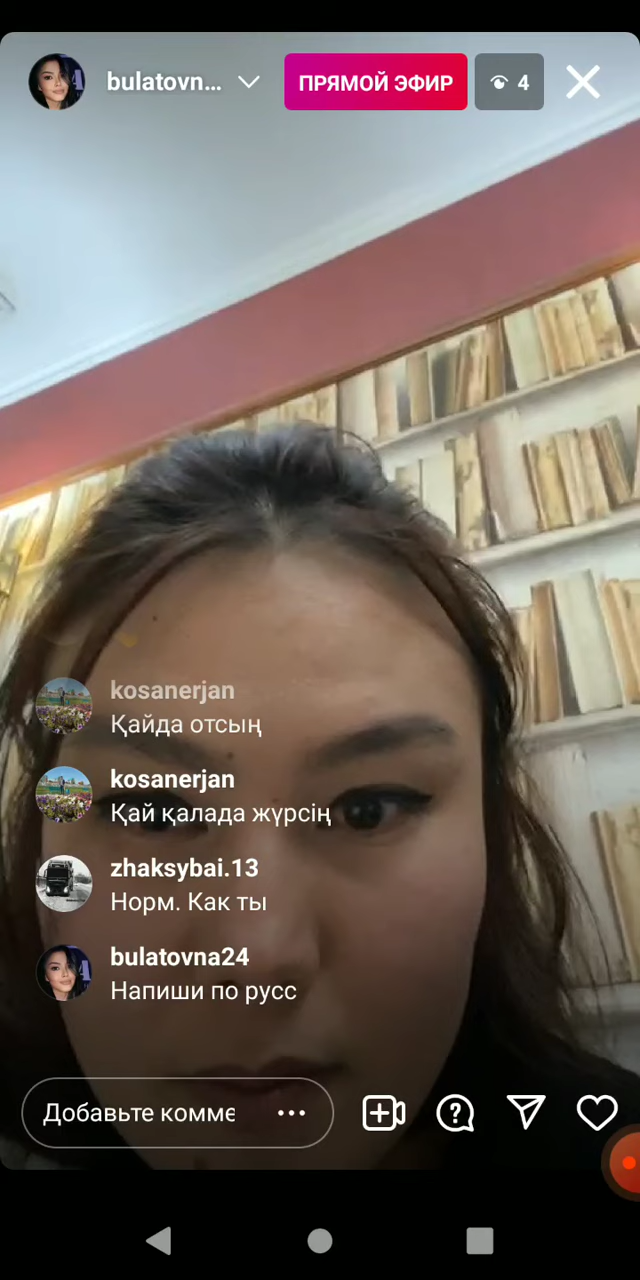 bulatovn...
ПРЯМОЙ ЭФИР
4
kosanerjan
Қайда отсың
kosanerjan
Қай қалада жүрсің
zhaksybai.13
Норм. Как ты
bulatovna24
Напиши по русс
Добавьте комме